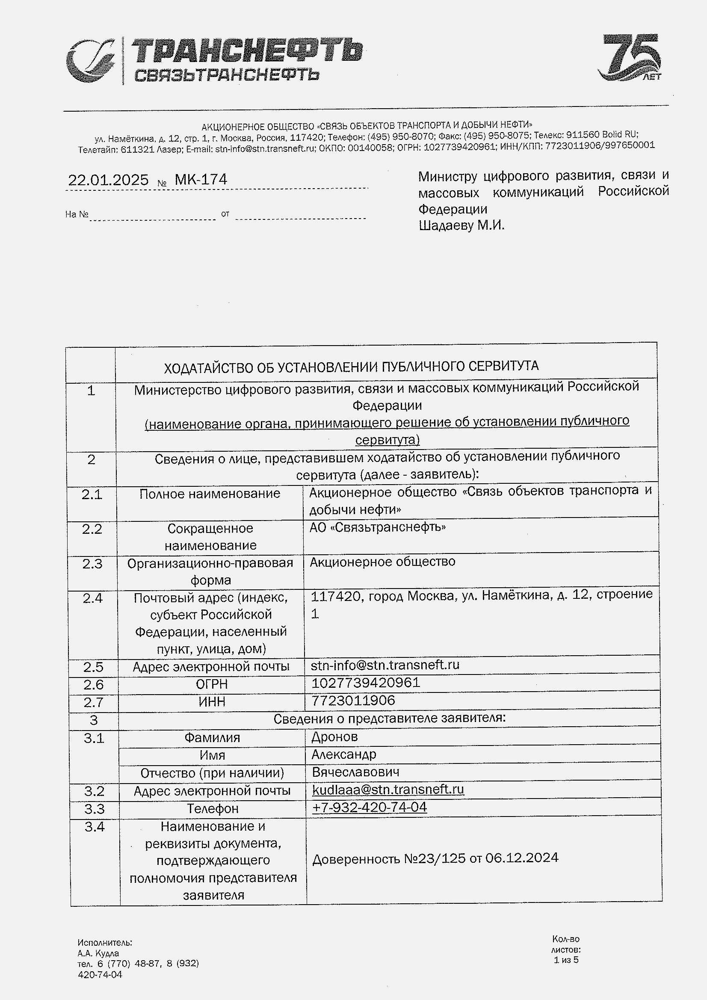 ТРАНСНЕФТЬ
СВЯЗЬТРАНСНЕФТЬ
75
ЛЕТ
АКЦИОНЕРНОЕ ОБЩЕСТВО «СВЯЗЬ ОБЪЕКТОВ ТРАНСПОРТА И ДОБЫЧИ НЕФТИ»
ул. Намёткина, д. 12, стр. 1, г. Москва, Россия, 117420; Телефон: (495) 950-8070; Факс: (495) 950-8075; Телекс: 911560 Bolid RU;
Телетайп: 611321 Лазер; E-mail: stn-info@stn.transneft.ru; ОКПО: 00140058; ОГРН: 1027739420961; ИНН/КПП: 7723011906/997650001
22.01.2025 № МК-174
На № от
Министру цифрового развития, связи и
массовых коммуникаций Российской
Федерации
Шадаеву М.И.
ХОДАТАЙСТВО ОБ УСТАНОВЛЕНИИ ПУБЛИЧНОГО СЕРВИТУТА
1 Министерство цифрового развития, связи и массовых коммуникаций Российской
Федерации
(наименование органа, принимающего решение об установлении публичного
сервитута)
2 Сведения о лице, представившем ходатайство об установлении публичного
сервитута (далее - заявитель):
2.1 Полное наименование Акционерное общество «Связь объектов транспорта и
добычи нефти»
2.2 Сокращенное АО «Связьтранснефть»
наименование
2.3 Организационно-правовая Акционерное общество
форма
2.4 Почтовый адрес (индекс, 117420, город Москва, ул. Намёткина, д. 12, строение
субъект Российской 1
Федерации, населенный
пункт, улица, дом)
2.5 Адрес электронной почты stn-info@stn.transneft.ru
2.6 ОГРН 1027739420961
2.7 ИНН 7723011906
3 Сведения о представителе заявителя:
3.1 Фамилия Дронов
Имя Александр
Отчество (при наличии) Вячеславович
3.2 Адрес электронной почты kudlaaa@stn.transneft.ru
3.3 Телефон +7-932-420-74-04
3.4 Наименование и
реквизиты документа,
подтверждающего Доверенность №23/125 от 06.12.2024
полномочия представителя
заявителя
Исполнитель:
А.А. Кудла
тел. 6 (770) 48-87, 8 (932)
420-74-04
Кол-во
листов:
1 из 5